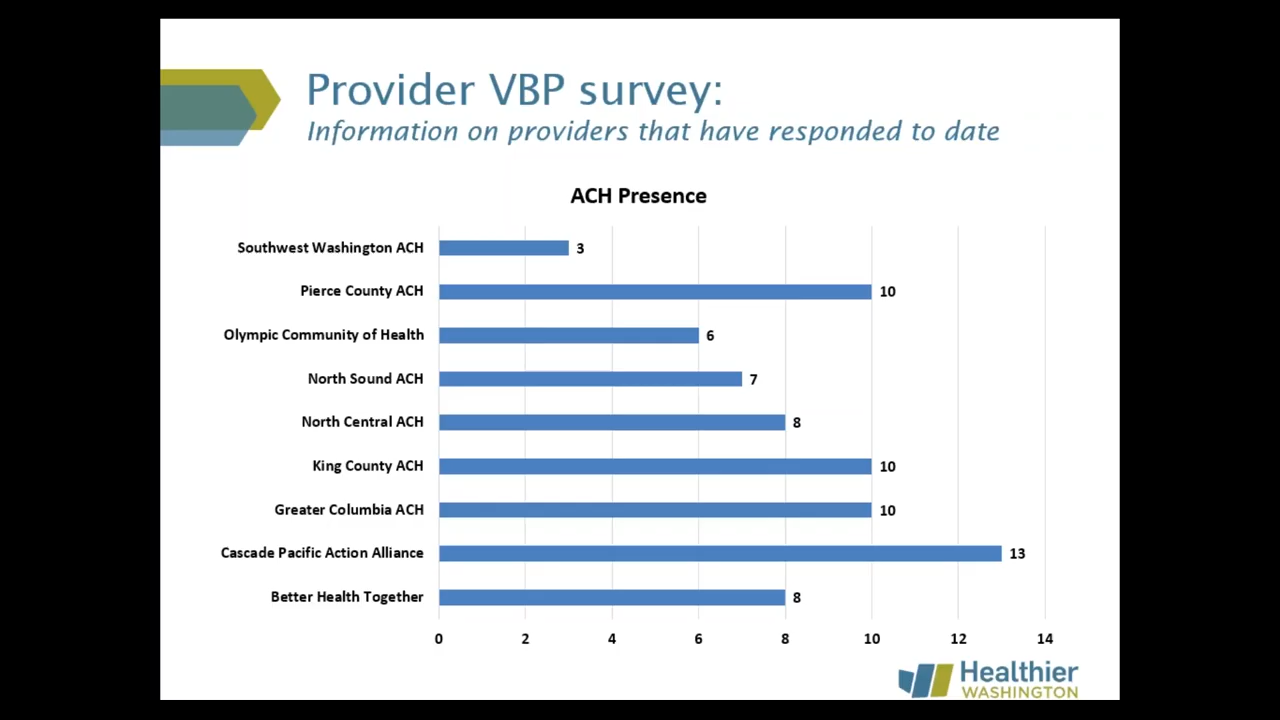 Provider VBP survey:
Information on providers that have responded to date
ACH Presence
Southwest Washington ACH 3
Pierce County ACH 10
Olympic Community of Health 6
North Sound ACH 7
North Central ACH 8
King County ACH 10
Greater Columbia ACH 10
Cascade Pacific Action Alliance 13
Better Health Together 8
0 2 4 6 8 10 12 14
Healthier
WASHINGTON